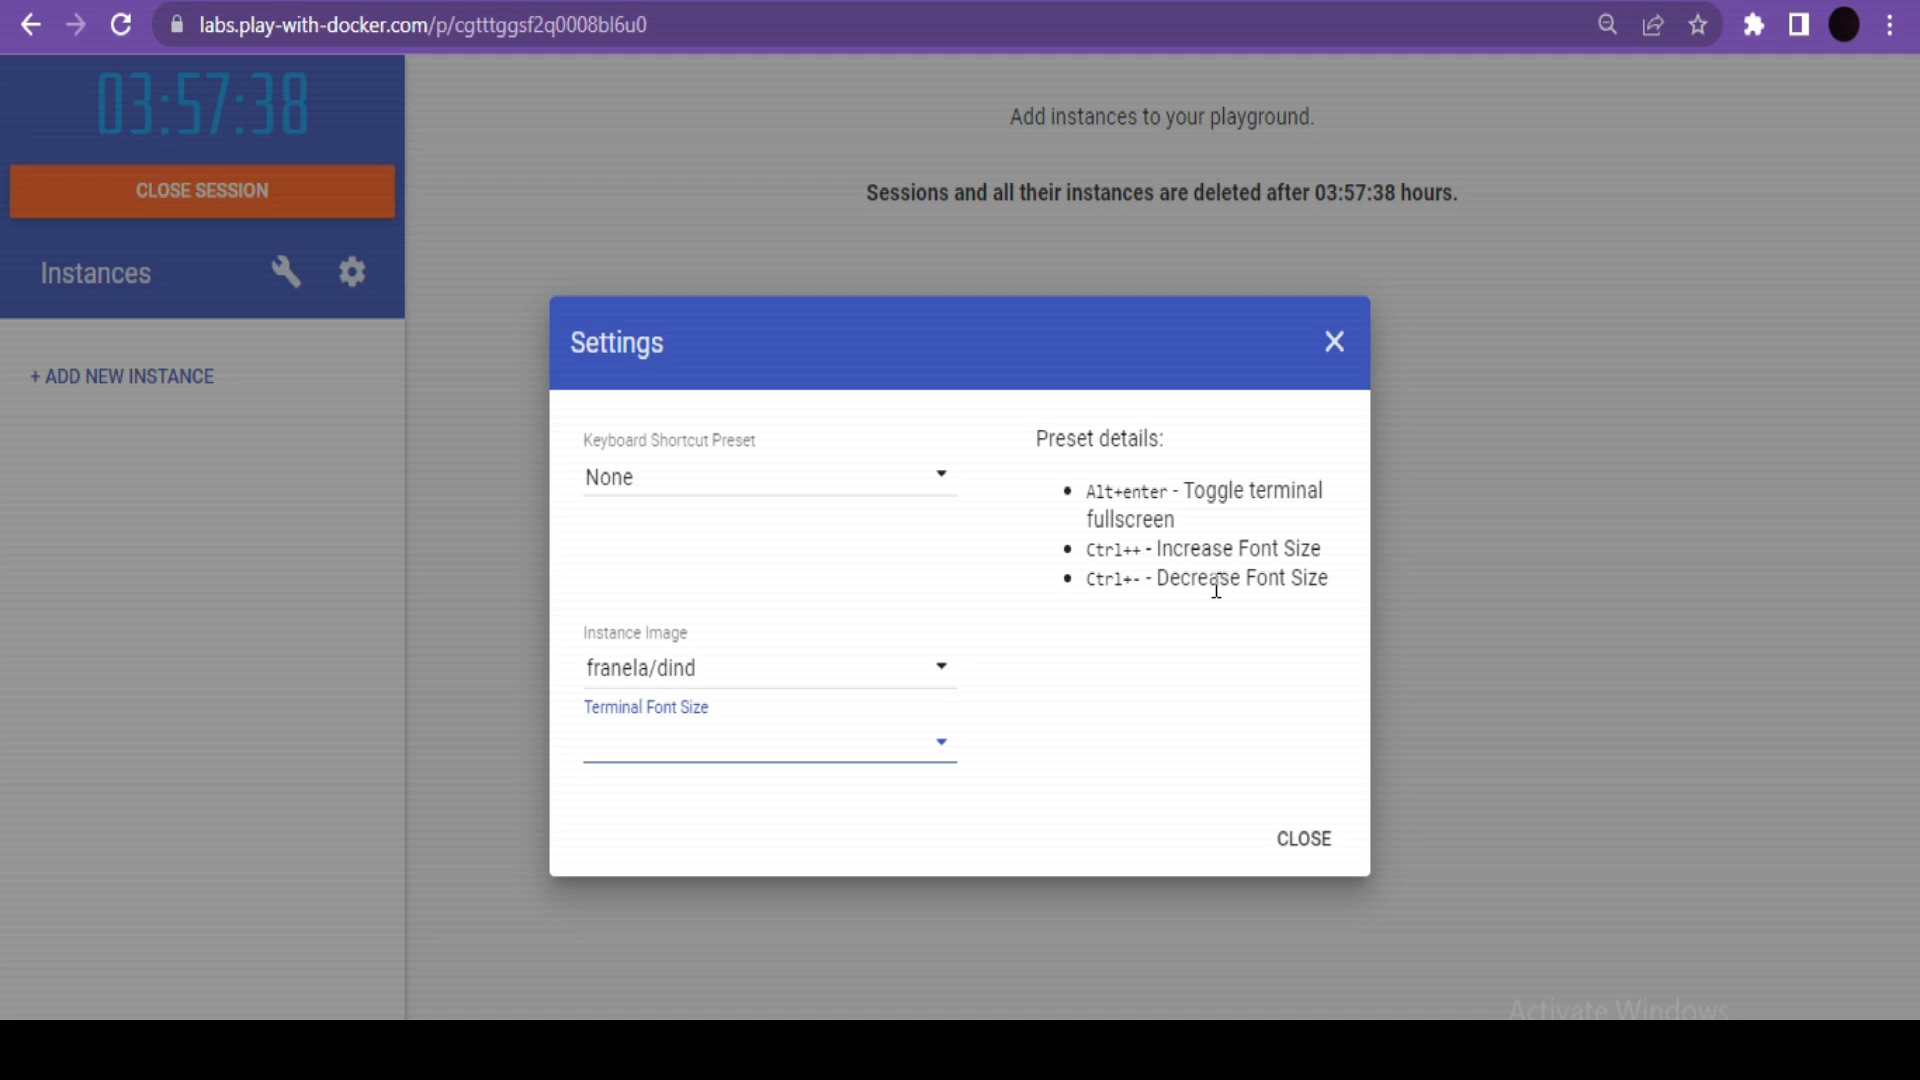 labs.play-with-docker.com/p/cgtttggsf2q0008bl6u0
03:57:38
CLOSE SESSION
Instances
+ ADD NEW INSTANCE
Add instances to your playground.
Sessions and all their instances are deleted after 03:57:38 hours.
Settings
Keyboard Shortcut Preset
None
Preset details:
Alt+enter - Toggle terminal
fullscreen
Ctrl++ - Increase Font Size
Ctrl+- - Decrease Font Size
Instance Image
franela/dind
Terminal Font Size
CLOSE
Activate Windows